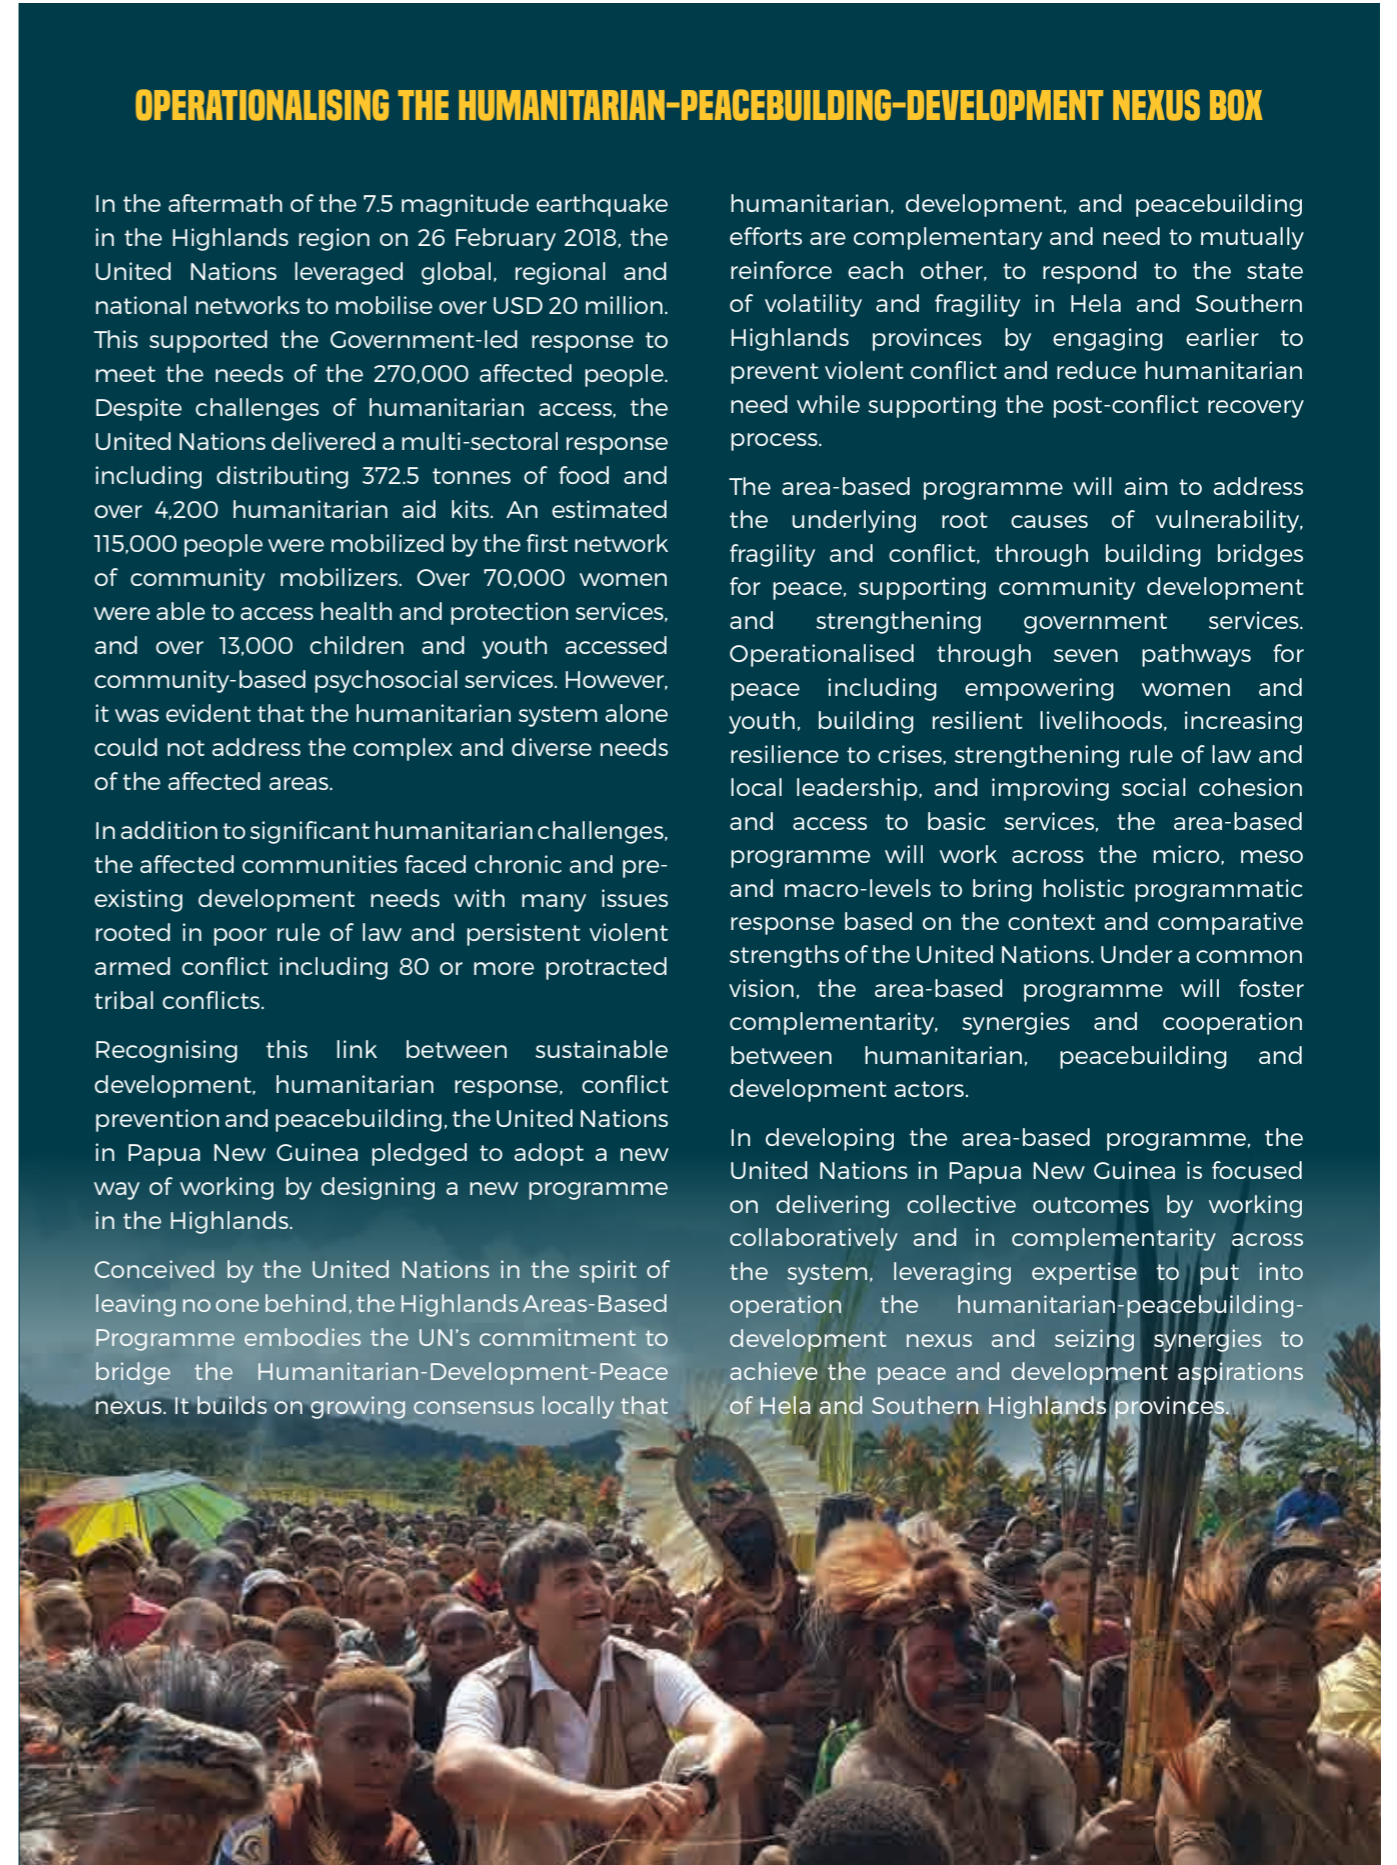 OPERATIONALISING THE HUMANITARIAN-PEACEBUILDING-DEVELOPMENT NEXUS BOX
In the aftermath of the 7.5 magnitude earthquake
in the Highlands region on 26 February 2018, the
United Nations leveraged global, regional and
national networks to mobilise over USD 20 million.
This supported the Government-led response to
meet the needs of the 270,000 affected people.
Despite challenges of humanitarian access, the
United Nations delivered a multi-sectoral response
including distributing 372.5 tonnes of food and
over 4,200 humanitarian aid kits. An estimated
115,000 people were mobilized by the first network
of community mobilizers. Over 70,000 women
were able to access health and protection services,
and over 13,000 children and youth accessed
community-based psychosocial services. However,
it was evident that the humanitarian system alone
could not address the complex and diverse needs
of the affected areas.
In addition to significant humanitarian challenges,
the affected communities faced chronic and pre-
existing development needs with many issues
rooted in poor rule of law and persistent violent
armed conflict including 80 or more protracted
tribal conflicts.
Recognising this link between sustainable
development, humanitarian response, conflict
prevention and peacebuilding, the United Nations
in Papua New Guinea pledged to adopt a new
way of working by designing a new programme
in the Highlands.
Conceived by the United Nations in the spirit of
leaving no one behind, the Highlands Areas-Based
Programme embodies the UN's commitment to
bridge the Humanitarian-Development-Peace
nexus. It builds on growing consensus locally that
humanitarian, development, and peacebuilding
efforts are complementary and need to mutually
reinforce each other, to respond to the state
of volatility and fragility in Hela and Southern
Highlands provinces by engaging earlier to
prevent violent conflict and reduce humanitarian
need while supporting the post-conflict recovery
process.
The area-based programme will aim to address
the underlying root causes of vulnerability,
fragility and conflict, through building bridges
for peace, supporting community development
and strengthening government services.
Operationalised through seven pathways for
peace including empowering women and
youth, building resilient livelihoods, increasing
resilience to crises, strengthening rule of law and
local leadership, and improving social cohesion
and access to basic services, the area-based
programme will work across the micro, meso
and macro-levels to bring holistic programmatic
response based on the context and comparative
strengths of the United Nations. Under a common
vision, the area-based programme will foster
complementarity, synergies and cooperation
between humanitarian, peacebuilding and
development actors.
In developing the area-based programme, the
United Nations in Papua New Guinea is focused
on delivering collective outcomes by working
collaboratively and in complementarity across
the system, leveraging expertise to put into
operation the humanitarian-peacebuilding-
development nexus and seizing synergies to
achieve the peace and development aspirations
of Hela and Southern Highlands provinces.